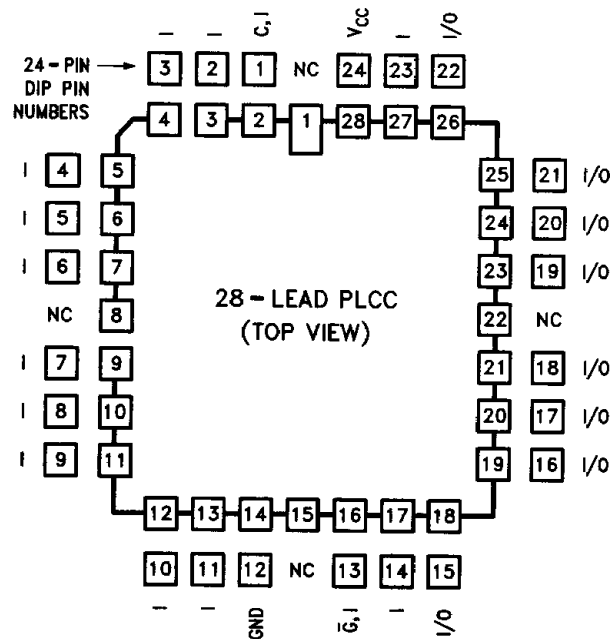 I I C, I VCC I I/O
24-PIN DIP PIN NUMBERS
3 2 1 NC 24 23 22
4 3 2 1 28 27 26
I 4 5 25 21 I/O
I 5 6 24 20 I/O
I 6 7 23 19 I/O
NC 8 22 NC
28-LEAD PLCC
(TOP VIEW)
I 7 9 21 18 I/O
I 8 10 20 17 I/O
I 9 11 19 16 I/O
12 13 14 15 16 17 18
10 11 12 NC 13 14 15
I I GND G̅, I I I/O